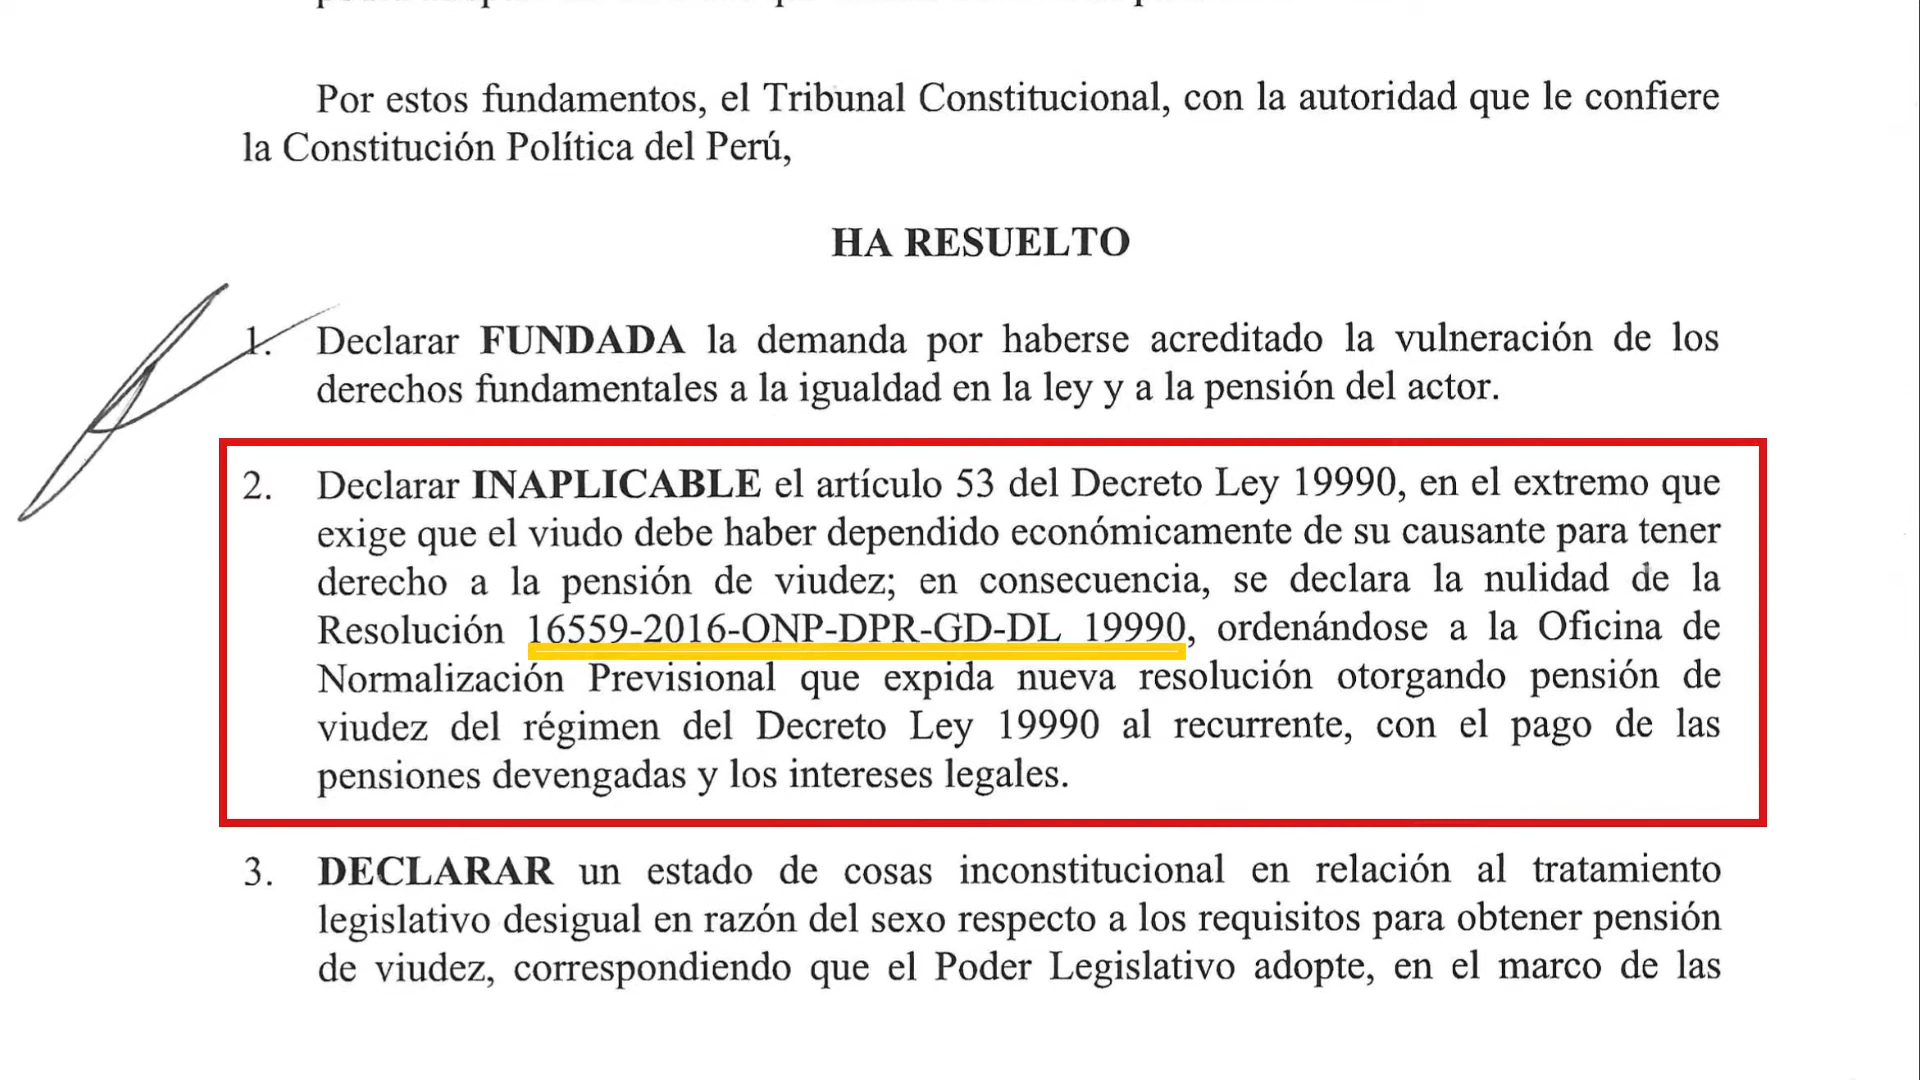 Por estos fundamentos, el Tribunal Constitucional, con la autoridad que le confiere
la Constitución Política del Perú,
HA RESUELTO
1. Declarar FUNDADA la demanda por haberse acreditado la vulneración de los
derechos fundamentales a la igualdad en la ley y a la pensión del actor.
2. Declarar INAPLICABLE el artículo 53 del Decreto Ley 19990, en el extremo que
exige que el viudo debe haber dependido económicamente de su causante para tener
derecho a la pensión de viudez; en consecuencia, se declara la nulidad de la
Resolución 16559-2016-ONP-DPR-GD-DL 19990, ordenándose a la Oficina de
Normalización Previsional que expida nueva resolución otorgando pensión de
viudez del régimen del Decreto Ley 19990 al recurrente, con el pago de las
pensiones devengadas y los intereses legales.
3. DECLARAR un estado de cosas inconstitucional en relación al tratamiento
legislativo desigual en razón del sexo respecto a los requisitos para obtener pensión
de viudez, correspondiendo que el Poder Legislativo adopte, en el marco de las